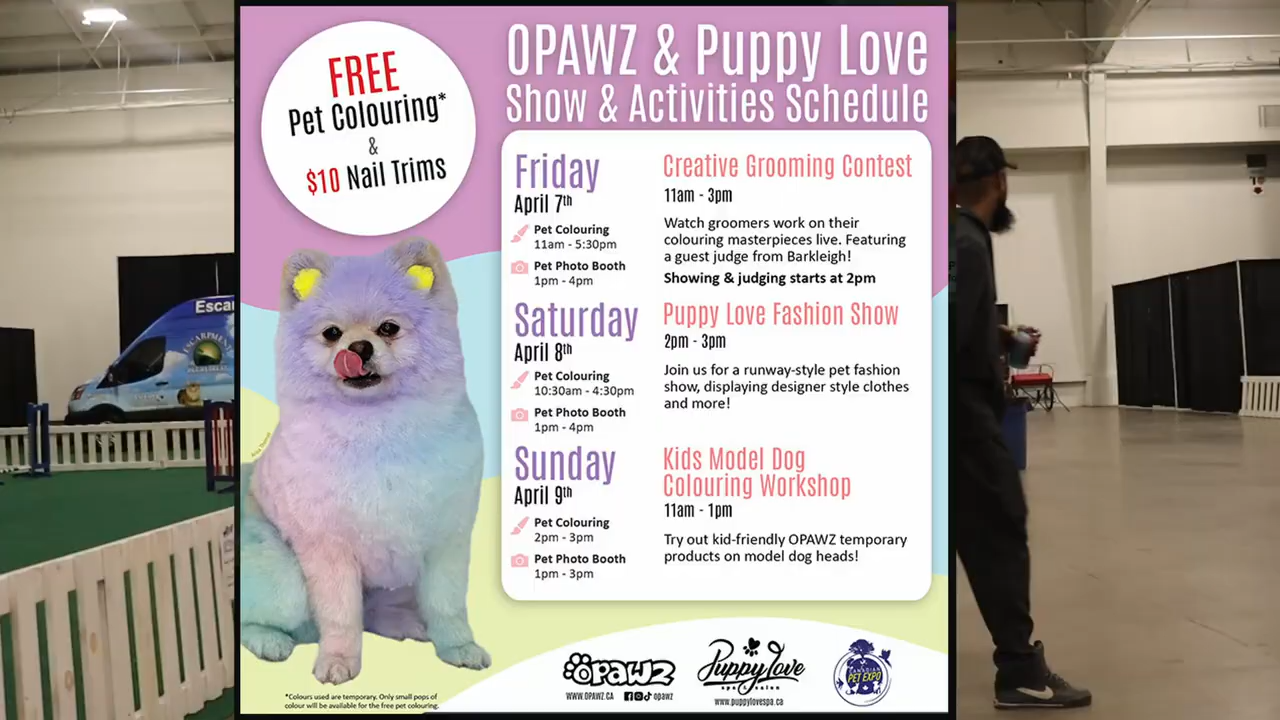 FREE
Pet Colouring*
&
$10 Nail Trims
OPAWZ & Puppy Love
Show & Activities Schedule
Friday
April 7th
Pet Colouring
11am - 5:30pm
Pet Photo Booth
1pm - 4pm
Creative Grooming Contest
11am - 3pm
Watch groomers work on their
colouring masterpieces live. Featuring
a guest judge from Barkleigh!
Showing & judging starts at 2pm
Saturday
April 8th
Pet Colouring
10:30am - 4:30pm
Pet Photo Booth
1pm - 4pm
Puppy Love Fashion Show
2pm - 3pm
Join us for a runway-style pet fashion
show, displaying designer style clothes
and more!
Sunday
April 9th
Pet Colouring
2pm - 3pm
Pet Photo Booth
1pm - 3pm
Kids Model Dog
Colouring Workshop
11am - 1pm
Try out kid-friendly OPAWZ temporary
products on model dog heads!
*Colours used are temporary. Only small pops of
colour will be available for the free pet colouring.
OPAWZ
WWW.OPAWZ.CA
opawz
Puppy Love
spa salon
www.puppylovespa.ca
CANADIAN
PET EXPO
Escar
ESCARPMENT